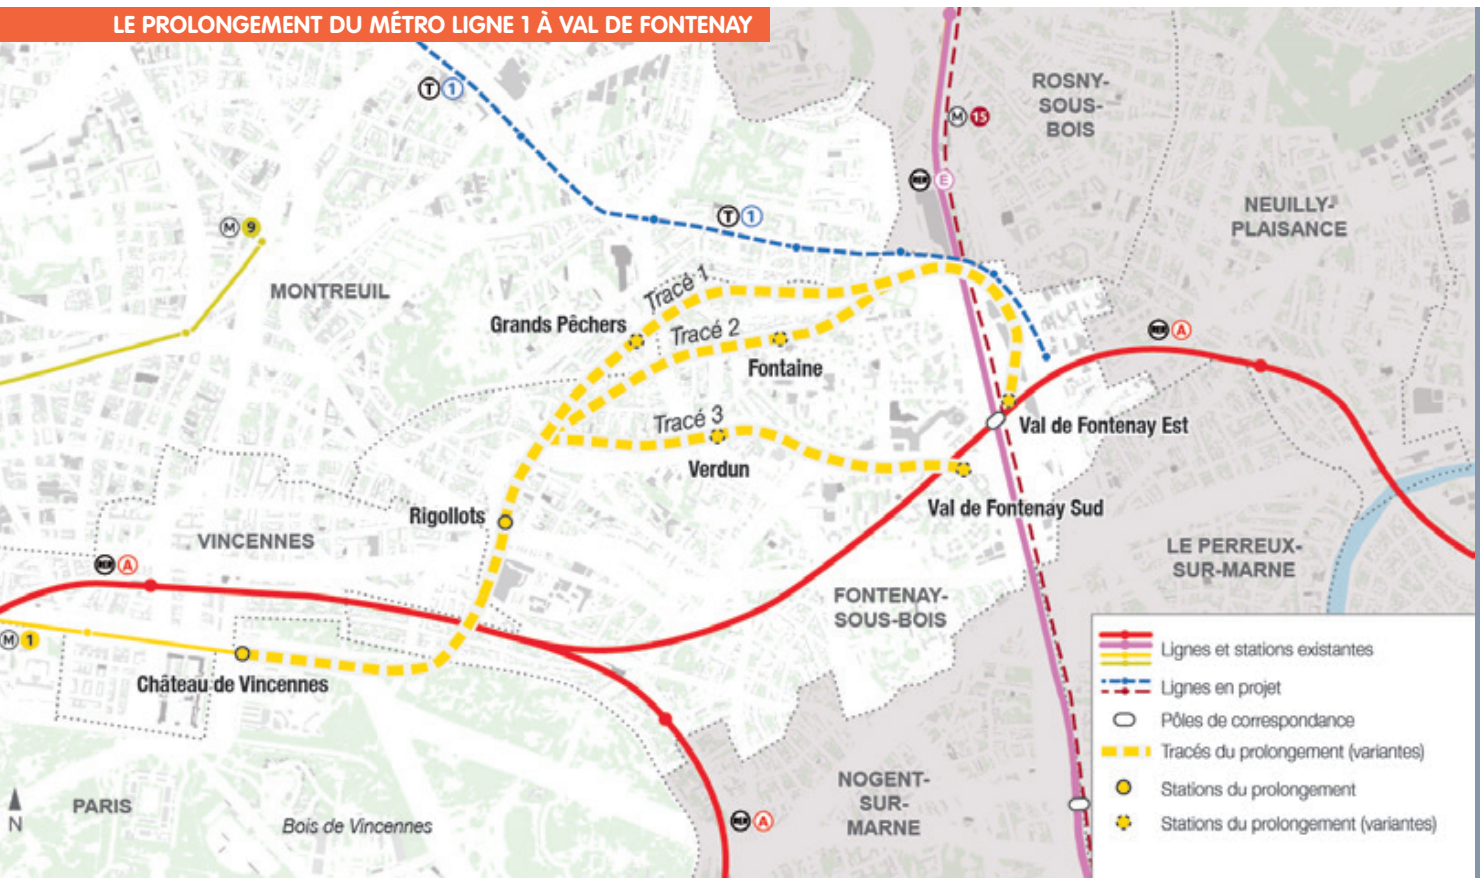 LE PROLONGEMENT DU MÉTRO LIGNE 1 À VAL DE FONTENAY
T 1
ROSNY-
SOUS-
BOIS
M 15
RER E
T 1
NEUILLY-
PLAISANCE
M 9
MONTREUIL
Tracé 1
Grands Pêchers
Tracé 2
Fontaine
RER A
Tracé 3
Verdun
Val de Fontenay Est
Val de Fontenay Sud
Rigollots
VINCENNES
RER A
LE PERREUX-
SUR-MARNE
FONTENAY-
SOUS-BOIS
M 1
Château de Vincennes
PARIS
N
Bois de Vincennes
NOGENT-
SUR-
MARNE
RER A
Lignes et stations existantes
Lignes en projet
Pôles de correspondance
Tracés du prolongement (variantes)
Stations du prolongement
Stations du prolongement (variantes)